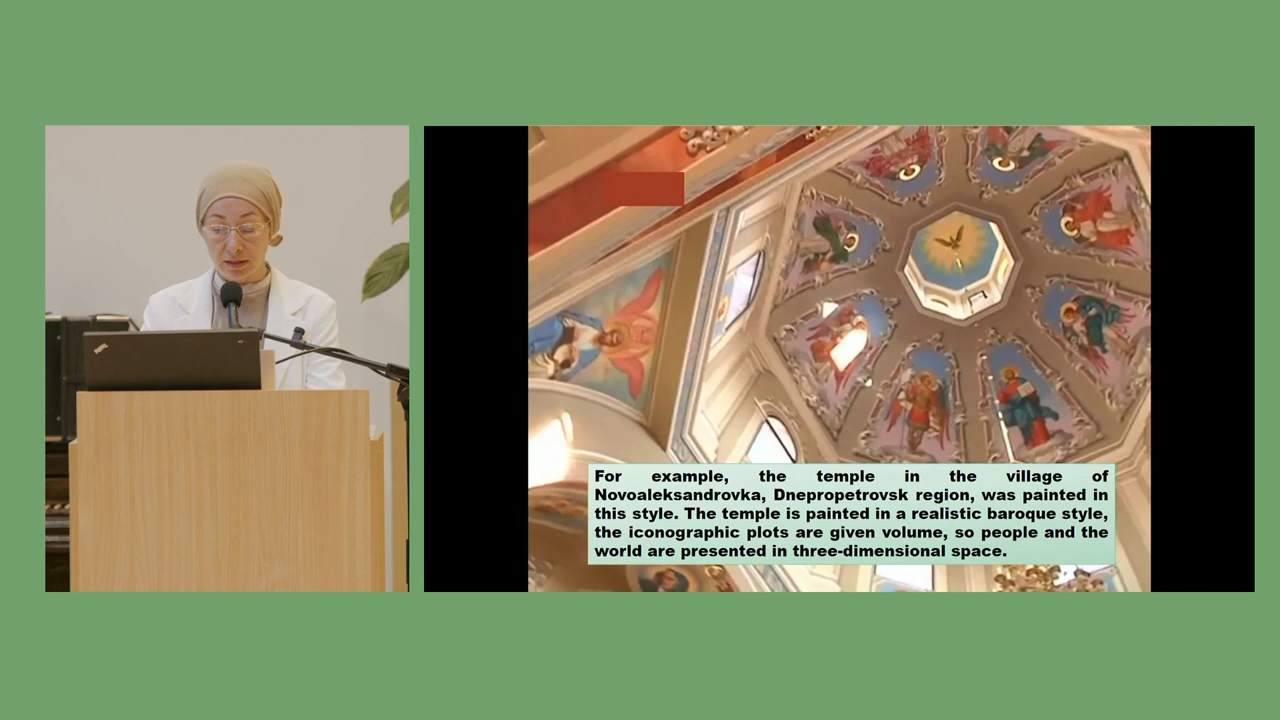 For example, the temple in the village of
Novoaleksandrovka, Dnepropetrovsk region, was painted in
this style. The temple is painted in a realistic baroque style,
the iconographic plots are given volume, so people and the
world are presented in three-dimensional space.